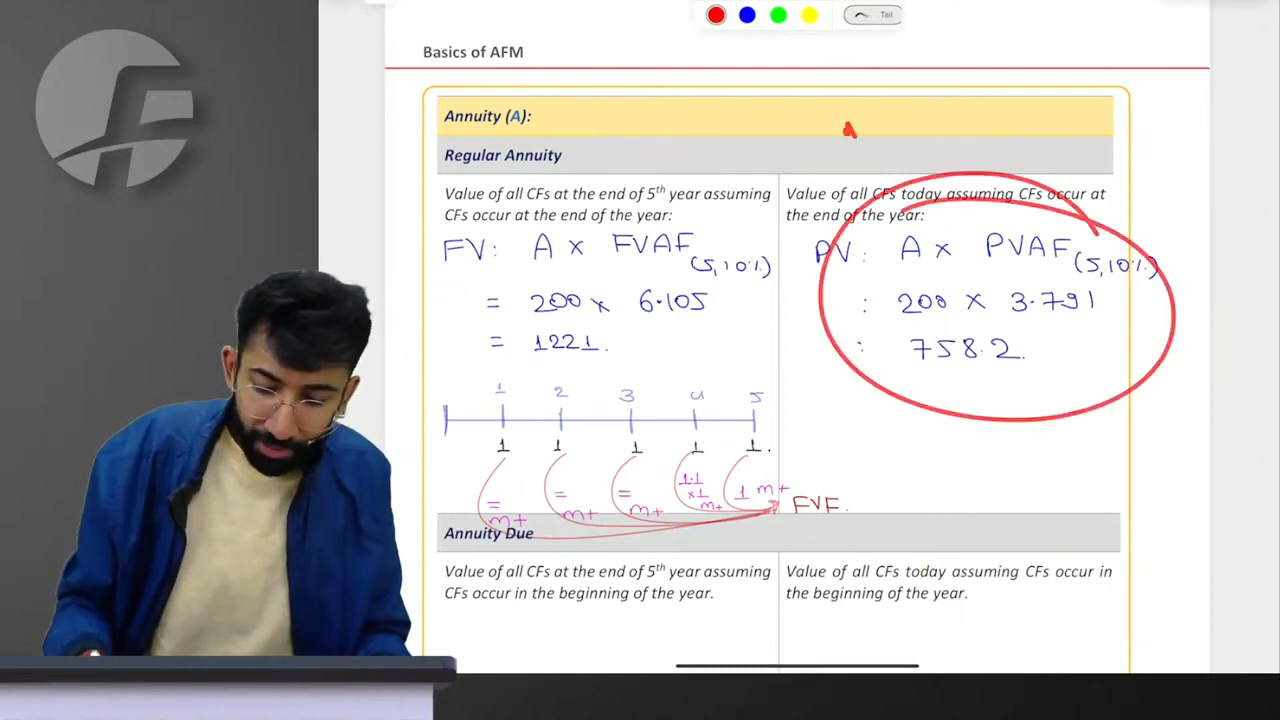 Tail
Basics of AFM
Annuity (A):
Regular Annuity
Value of all CFs at the end of 5th year assuming
CFs occur at the end of the year:
FV: A x FVAF(5,10%)
= 200 x 6.105
= 1221.
1 2 3 4 5
1 1 1 1 1.
= m+
= m+
= m+
1.1 x1 m+
1 m+
FVF.
Value of all CFs today assuming CFs occur at
the end of the year:
PV: A x PVAF(5,10%)
: 200 x 3.791
: 758.2.
Annuity Due
Value of all CFs at the end of 5th year assuming
CFs occur in the beginning of the year.
Value of all CFs today assuming CFs occur in
the beginning of the year.